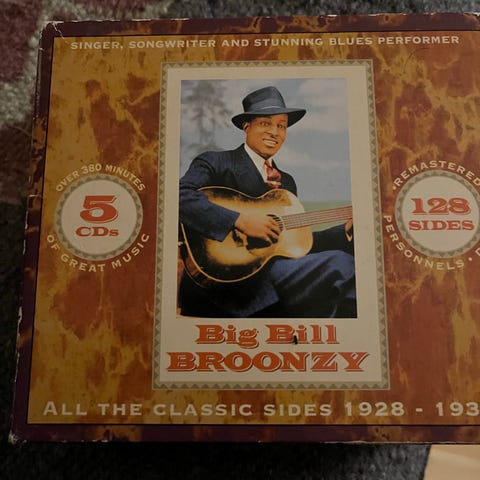 SINGER, SONGWRITER AND STUNNING BLUES PERFORMER
OVER 380 MINUTES
5
CDs
OF GREAT MUSIC
REMASTERED
128
SIDES
PERSONNELS •
Big Bill
BROONZY
ALL THE CLASSIC SIDES 1928 - 193